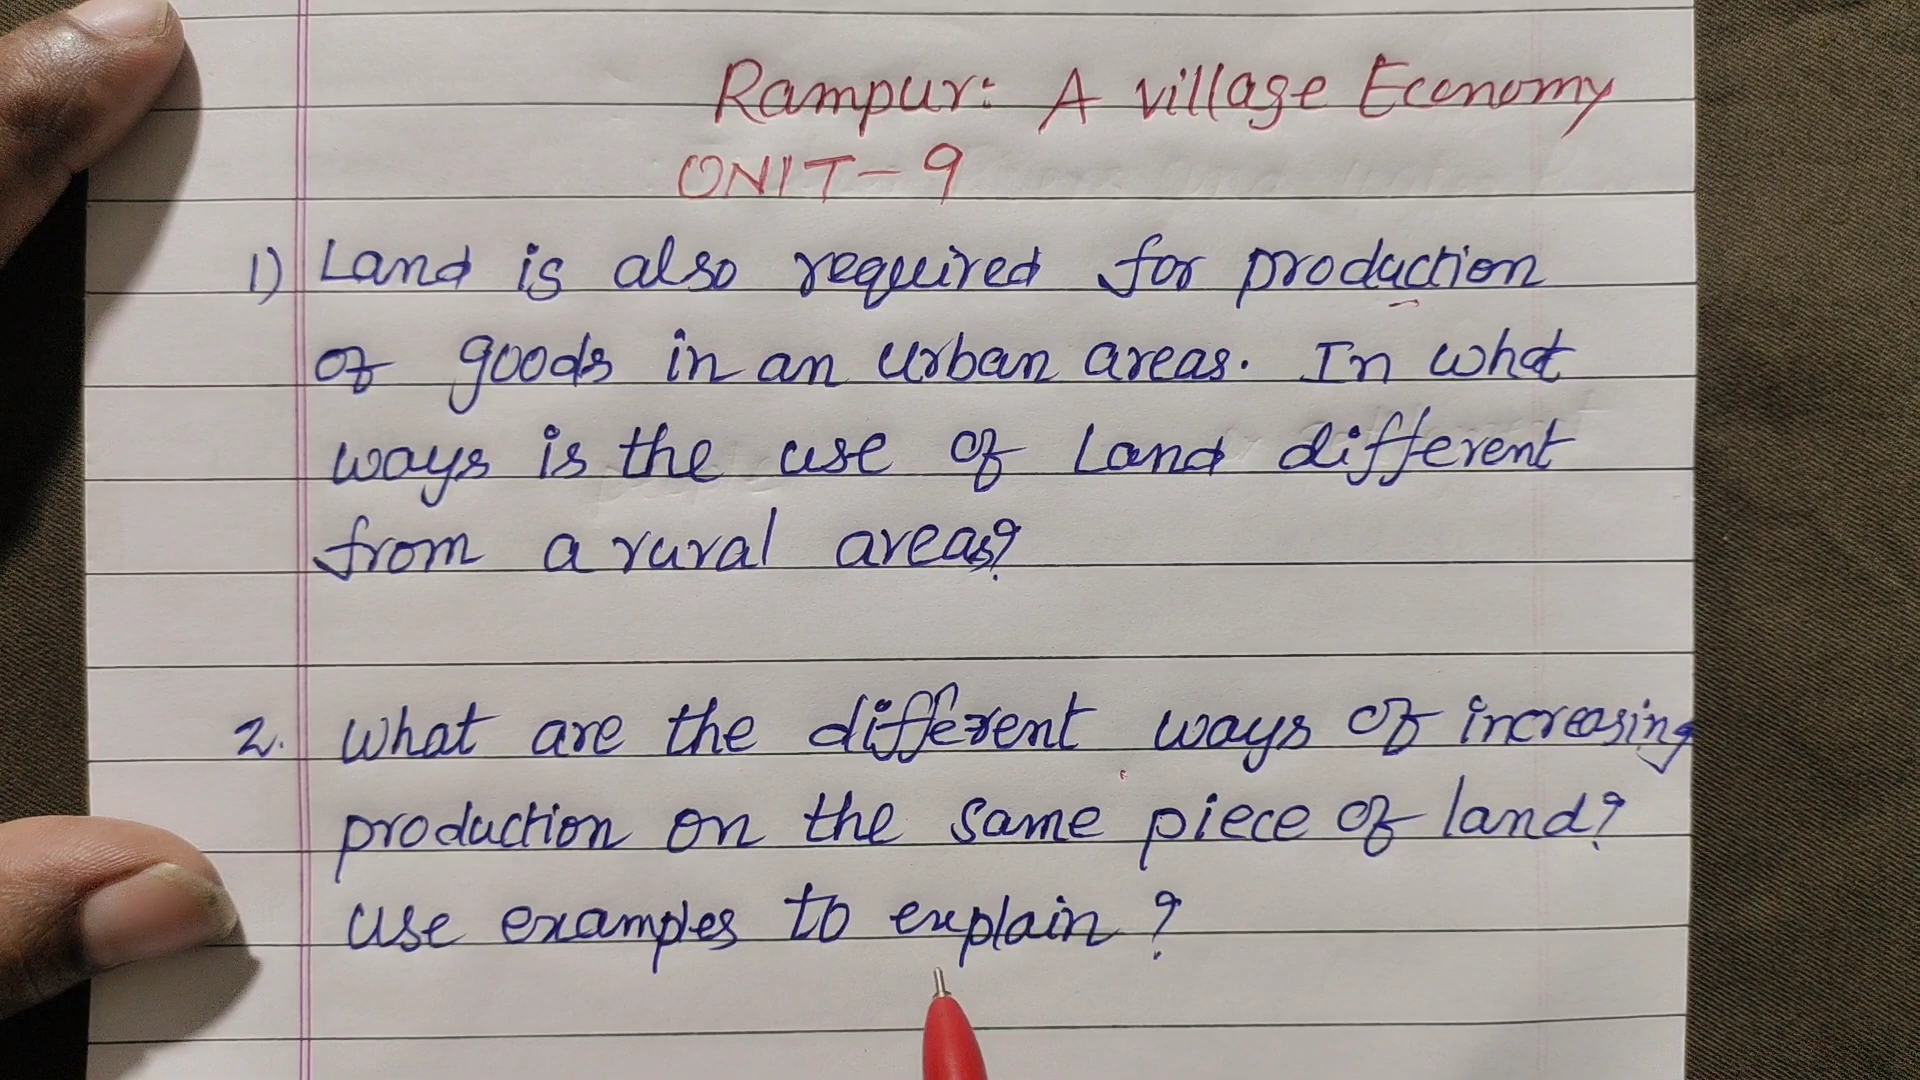 Rampur: A village Economy
UNIT-9
1) Land is also required for production
of goods in an urban areas. In what
ways is the use of Land different
from a rural areas?
2. What are the different ways of increasing
production on the same piece of land?
use examples to explain?